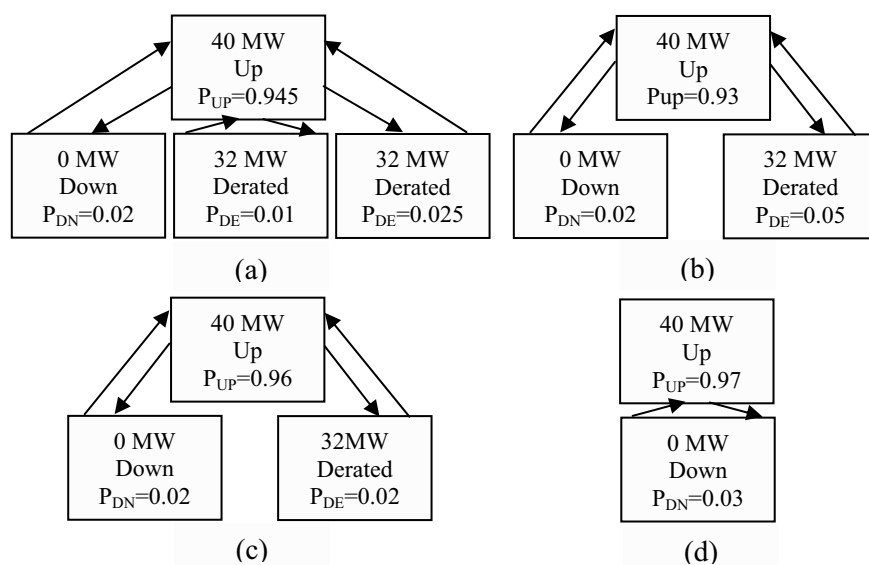 40 MW
Up
P_UP=0.945
0 MW
Down
P_DN=0.02
32 MW
Derated
P_DE=0.01
32 MW
Derated
P_DE=0.025
(a)
40 MW
Up
Pup=0.93
0 MW
Down
P_DN=0.02
32 MW
Derated
P_DE=0.05
(b)
40 MW
Up
P_UP=0.96
0 MW
Down
P_DN=0.02
32MW
Derated
P_DE=0.02
(c)
40 MW
Up
P_UP=0.97
0 MW
Down
P_DN=0.03
(d)